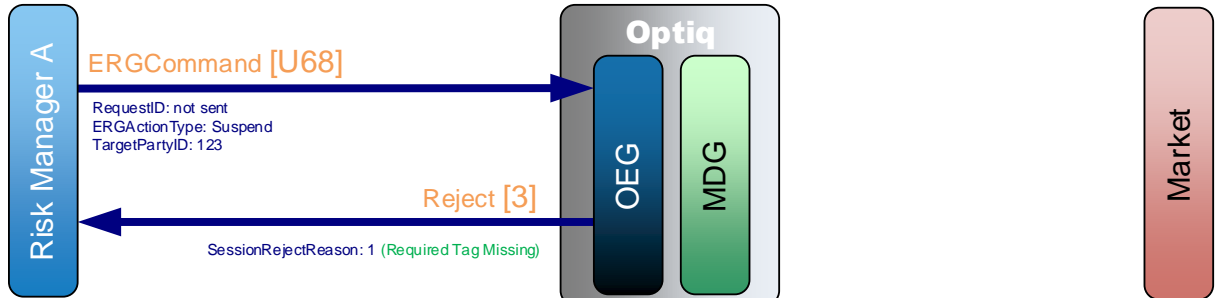 Risk Manager A
ERGCommand [U68]
RequestID: not sent
ERGActionType: Suspend
TargetPartyID: 123
Reject [3]
SessionRejectReason: 1 (Required Tag Missing)
Optiq
OEG
MDG
Market